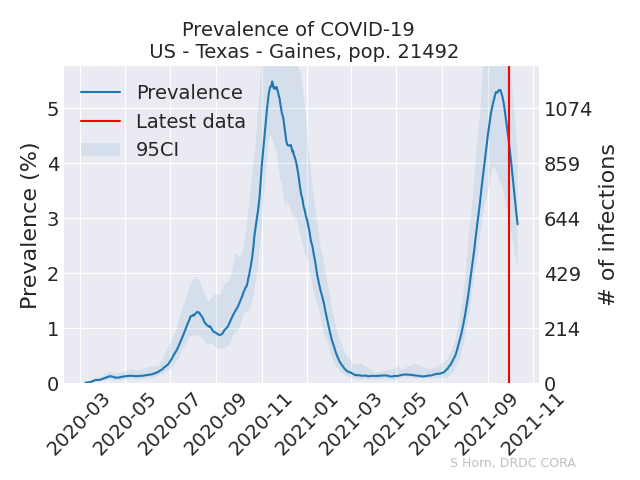 Prevalence of COVID-19
US - Texas - Gaines, pop. 21492
Prevalence
Latest data
95CI
Prevalence (%)
5
4
3
2
1
0
1074
859
644
429
214
0
# of infections
2020-03
2020-05
2020-07
2020-09
2020-11
2021-01
2021-03
2021-05
2021-07
2021-09
2021-11
S Horn, DRDC CORA